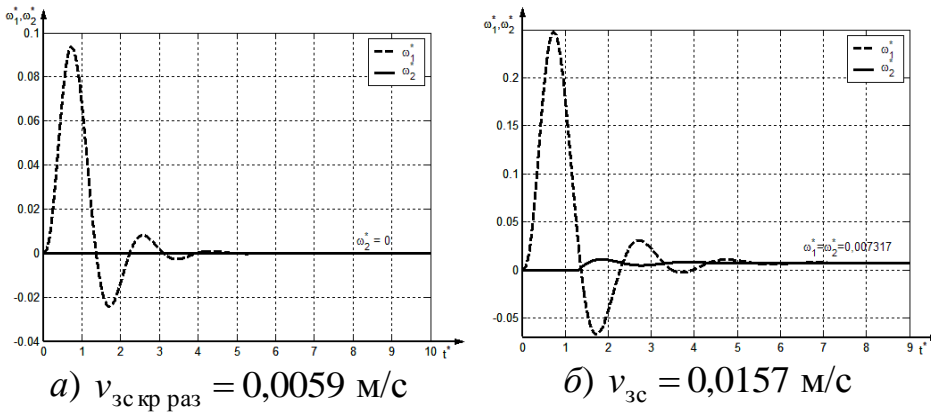 ω₁*,ω₂*
0.1
0.08
0.06
0.04
0.02
0
-0.02
-0.04
0 1 2 3 4 5 6 7 8 9 10 t*
ω₁*
ω₂*
ω₂* = 0
а) v зс кр раз = 0,0059 м/с
ω₁*,ω₂*
0.2
0.15
0.1
0.05
0
-0.05
0 1 2 3 4 5 6 7 8 9 t*
ω₁*
ω₂*
ω₁*=ω₂*=0,007317
б) v зс = 0,0157 м/с